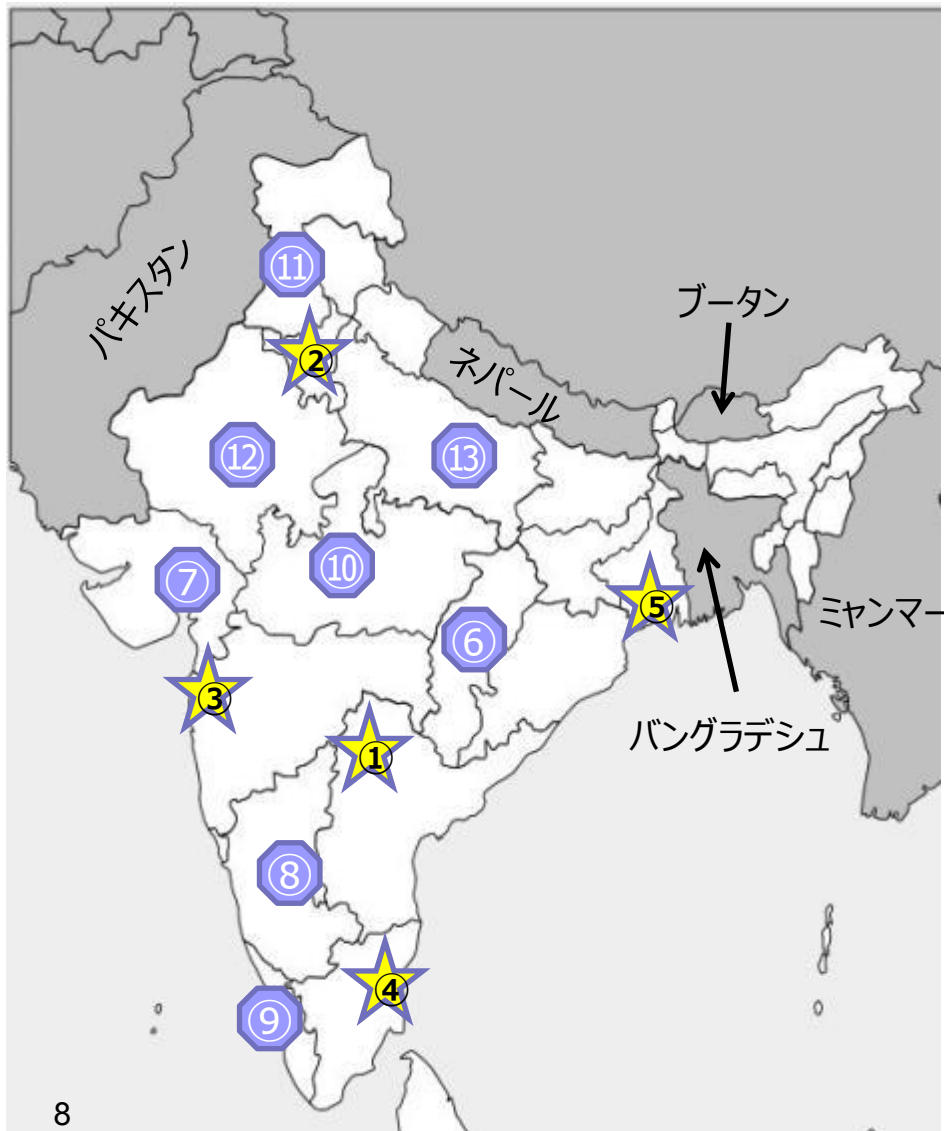 パキスタン
⑪
ブータン
②
ネパール
⑫
⑬
⑦
⑩
⑤
ミャンマー
⑥
③
バングラデシュ
①
⑧
④
⑨
8